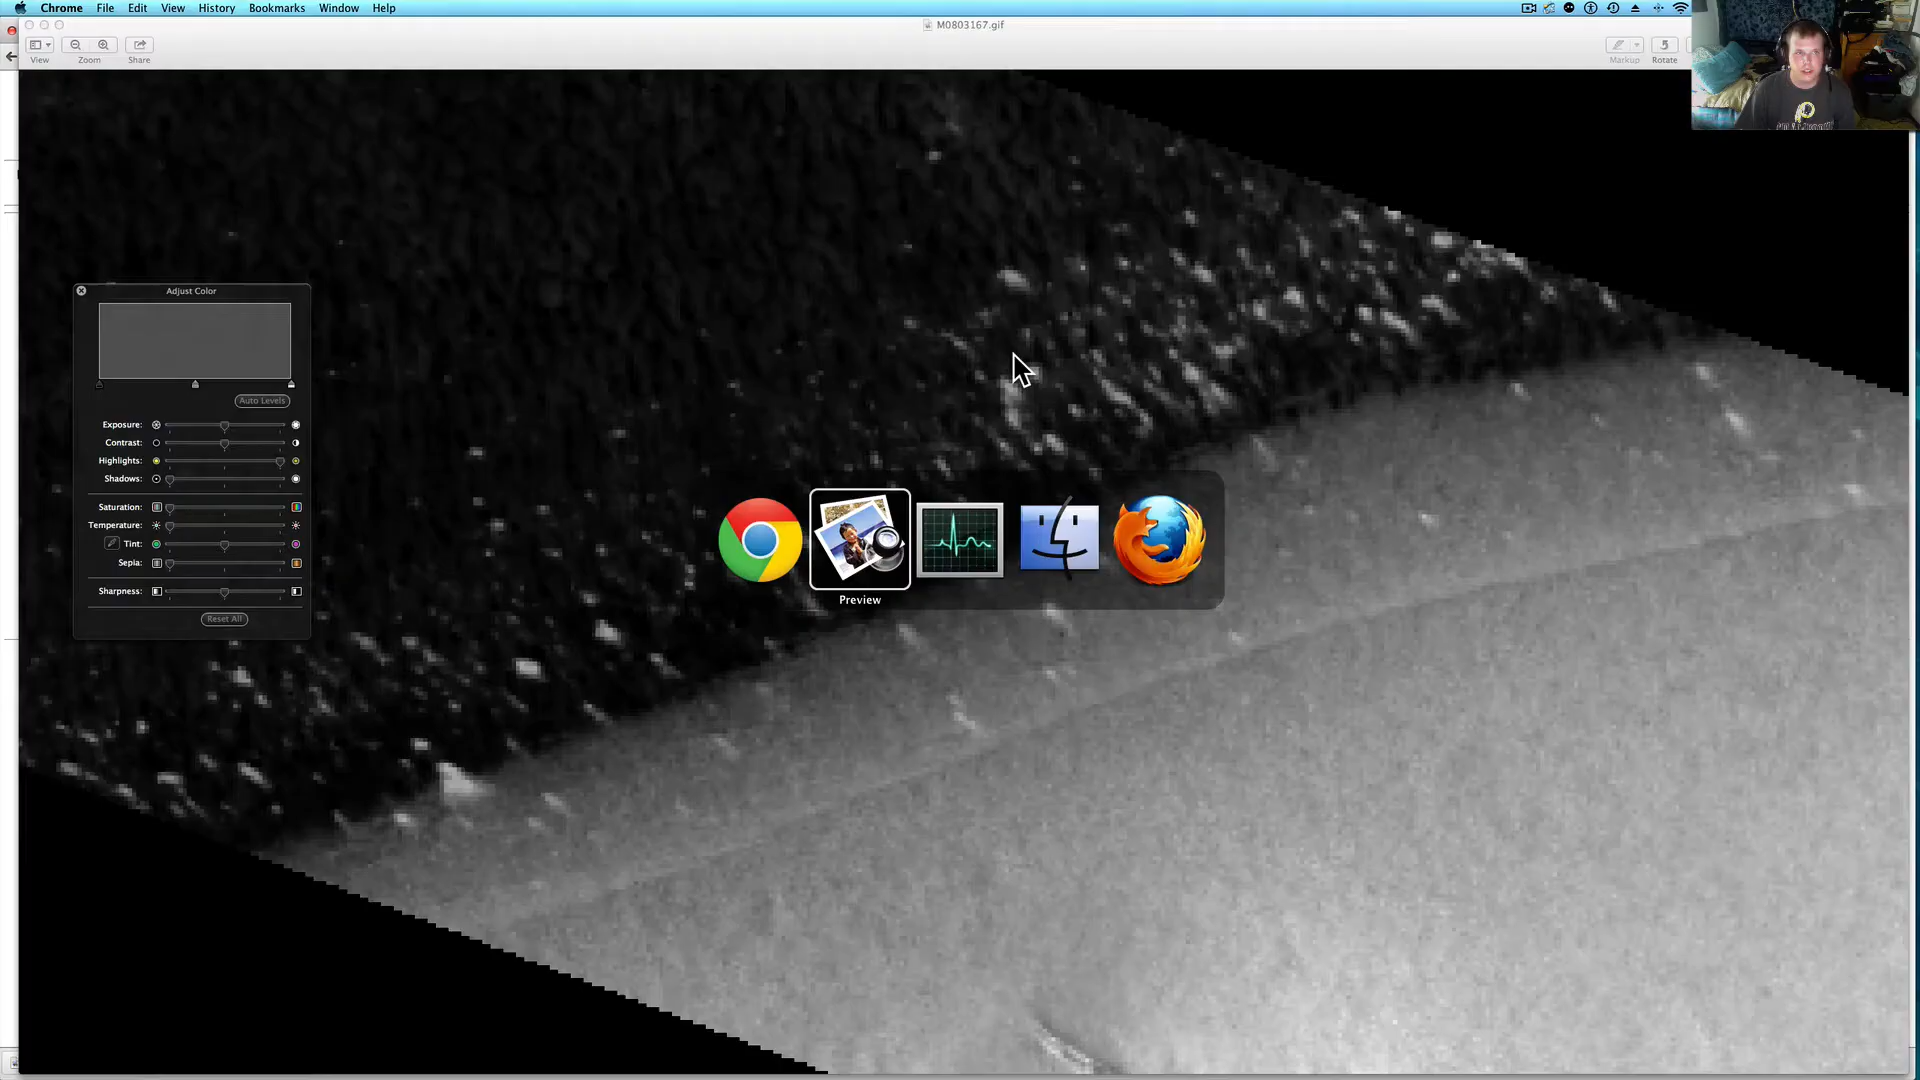 Chrome File Edit View History Bookmarks Window Help
M0803167.gif
View Zoom Share Markup Rotate
Adjust Color
Auto Levels
Exposure:
Contrast:
Highlights:
Shadows:
Saturation:
Temperature:
Tint:
Sepia:
Sharpness:
Reset All
Preview